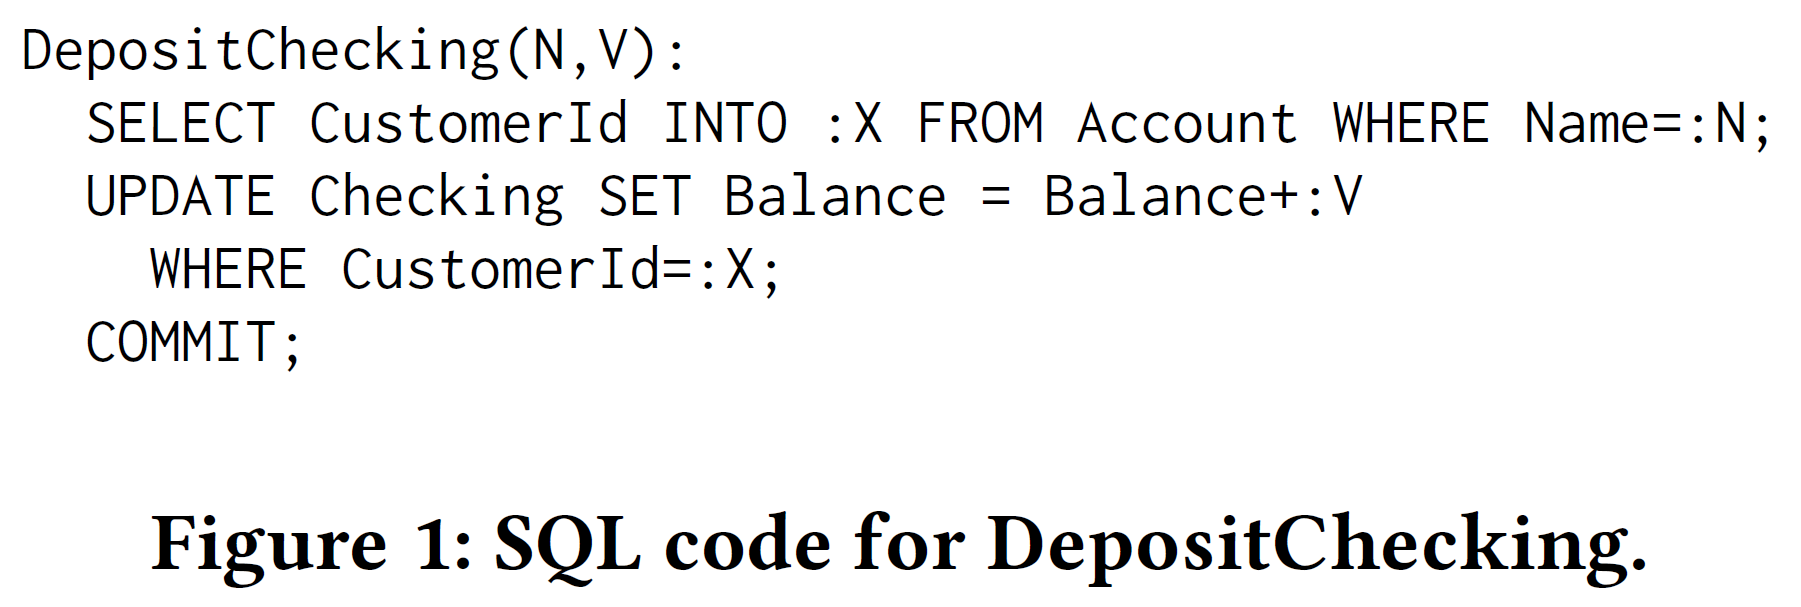 DepositChecking(N,V):
SELECT CustomerId INTO :X FROM Account WHERE Name=:N;
UPDATE Checking SET Balance = Balance+:V
WHERE CustomerId=:X;
COMMIT;
Figure 1: SQL code for DepositChecking.